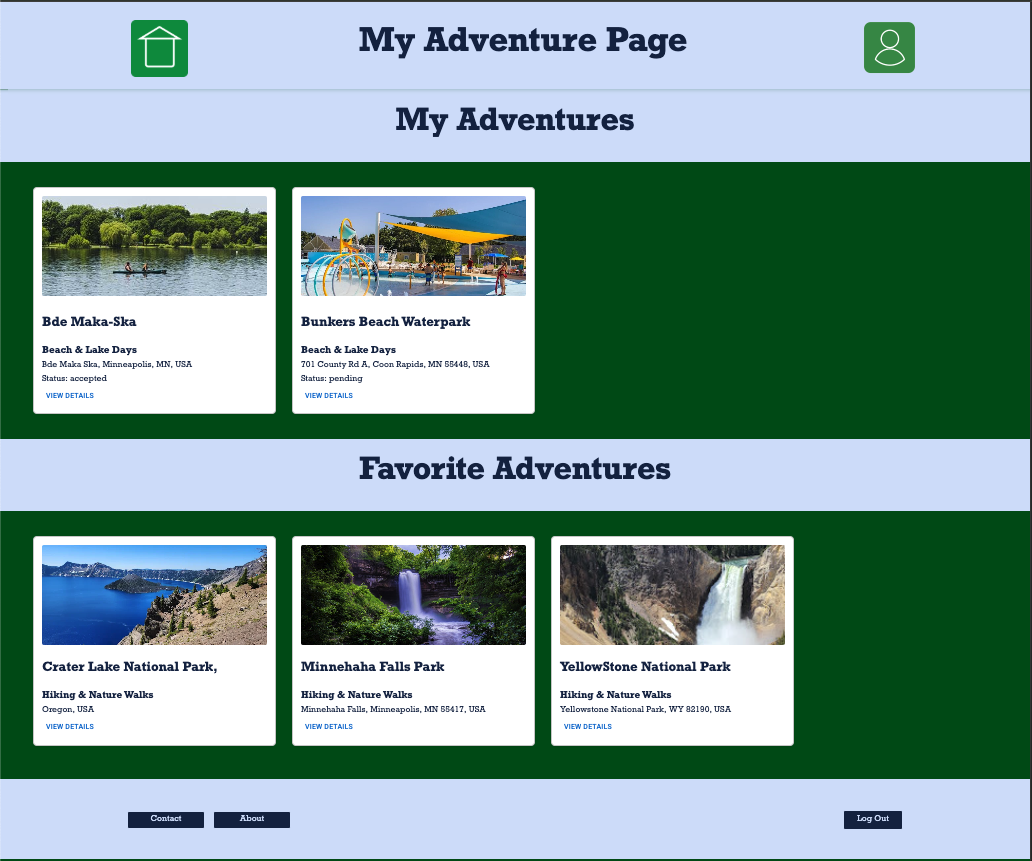 My Adventure Page
My Adventures
Bde Maka-Ska
Beach & Lake Days
Bde Maka Ska, Minneapolis, MN, USA
Status: accepted
VIEW DETAILS
Bunkers Beach Waterpark
Beach & Lake Days
701 County Rd A, Coon Rapids, MN 55448, USA
Status: pending
VIEW DETAILS
Favorite Adventures
Crater Lake National Park,
Hiking & Nature Walks
Oregon, USA
VIEW DETAILS
Minnehaha Falls Park
Hiking & Nature Walks
Minnehaha Falls, Minneapolis, MN 55417, USA
VIEW DETAILS
YellowStone National Park
Hiking & Nature Walks
Yellowstone National Park, WY 82190, USA
VIEW DETAILS
Contact
About
Log Out